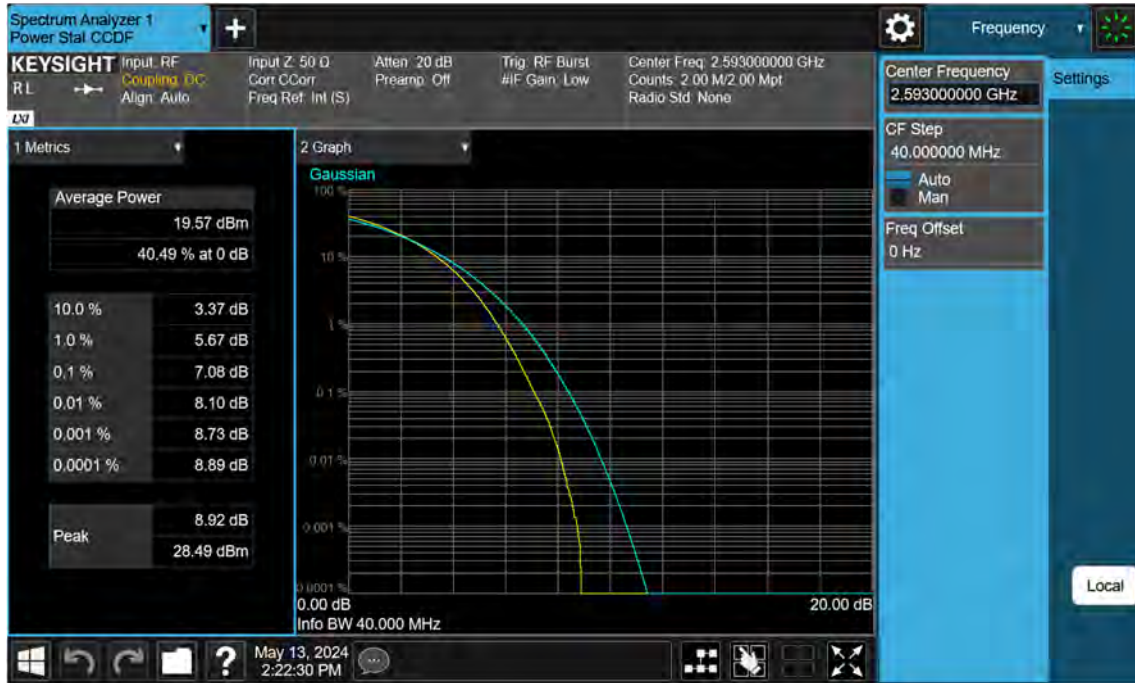 Spectrum Analyzer 1
Power Stat CCDF
+
Frequency
KEYSIGHT
RL
LXI
Input: RF
Coupling: DC
Align: Auto
Input Z: 50 Ω
Corr CCorr
Freq Ref: Int (S)
Atten: 20 dB
Preamp: Off
Trig: RF Burst
#IF Gain: Low
Center Freq: 2.593000000 GHz
Counts: 2.00 M/2.00 Mpt
Radio Std: None
Center Frequency
2.593000000 GHz
Settings
CF Step
40.000000 MHz
Auto
Man
Freq Offset
0 Hz
1 Metrics
Average Power
19.57 dBm
40.49 % at 0 dB
10.0 % 3.37 dB
1.0 % 5.67 dB
0.1 % 7.08 dB
0.01 % 8.10 dB
0.001 % 8.73 dB
0.0001 % 8.89 dB
Peak
8.92 dB
28.49 dBm
2 Graph
Gaussian
100 %
10 %
1 %
0.1 %
0.01 %
0.001 %
0.0001 %
0.00 dB
20.00 dB
Info BW 40.000 MHz
Local
?
May 13, 2024
2:22:30 PM